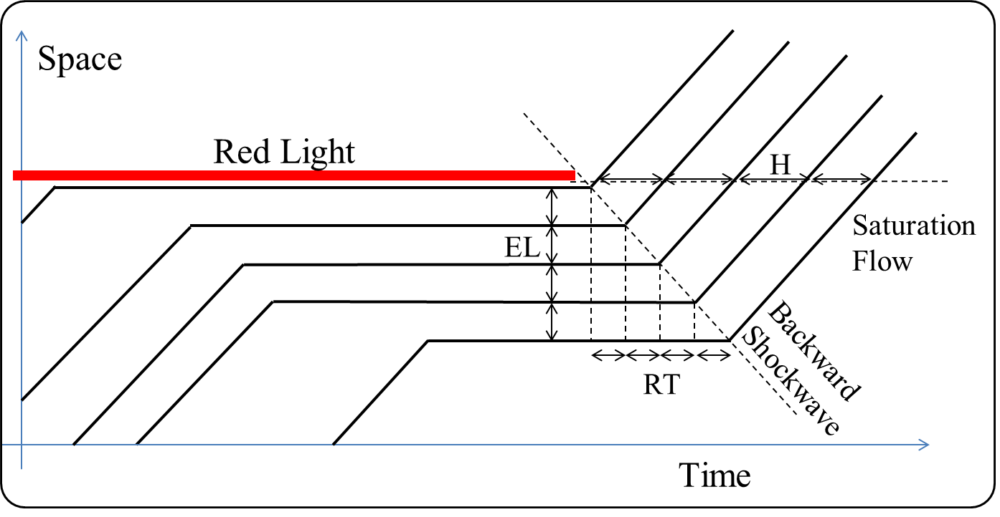 Space
Red Light
H
EL
Saturation
Flow
Backward
Shockwave
RT
Time